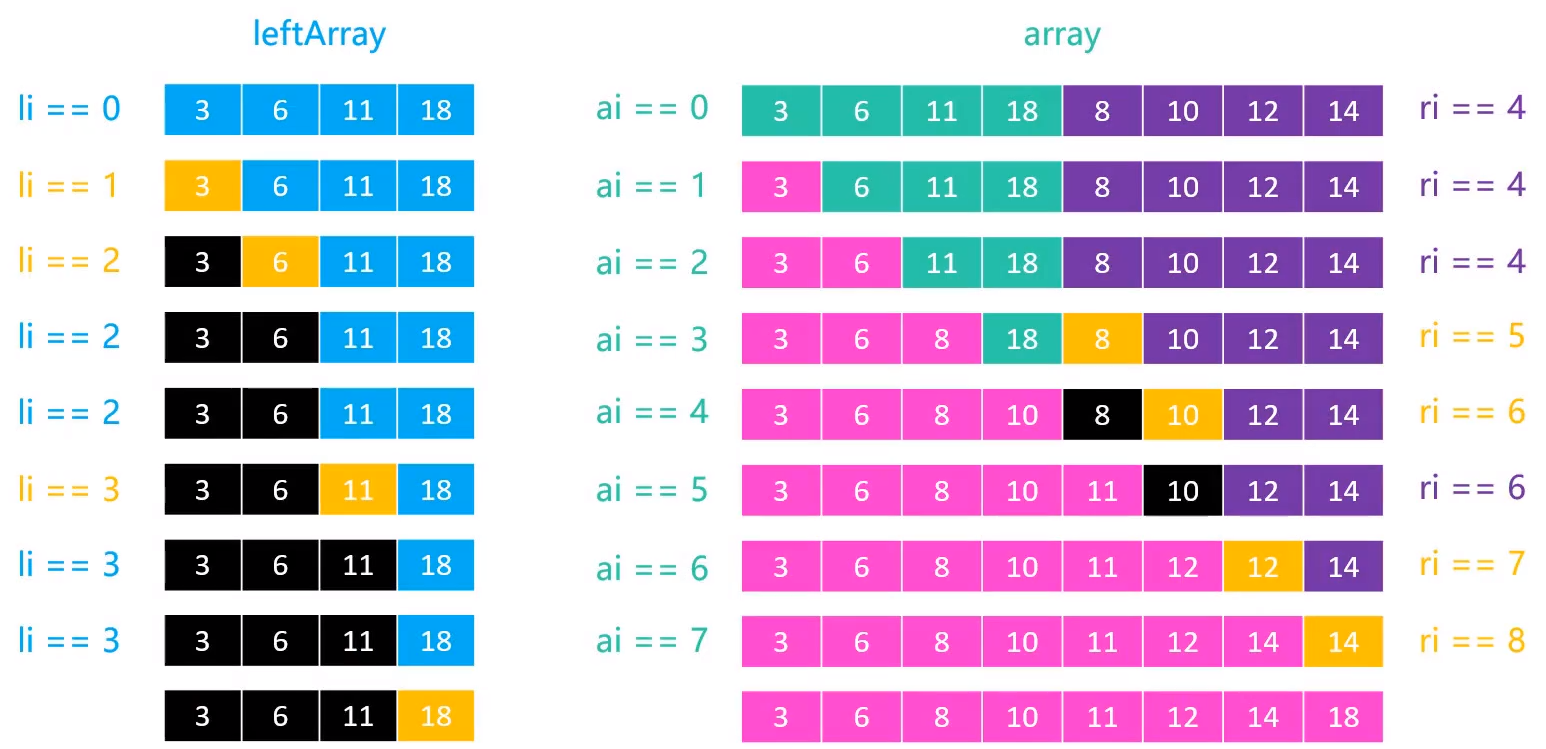 leftArray array
li == 0 3 6 11 18 ai == 0 3 6 11 18 8 10 12 14 ri == 4
li == 1 3 6 11 18 ai == 1 3 6 11 18 8 10 12 14 ri == 4
li == 2 3 6 11 18 ai == 2 3 6 11 18 8 10 12 14 ri == 4
li == 2 3 6 11 18 ai == 3 3 6 8 18 8 10 12 14 ri == 5
li == 2 3 6 11 18 ai == 4 3 6 8 10 8 10 12 14 ri == 6
li == 3 3 6 11 18 ai == 5 3 6 8 10 11 10 12 14 ri == 6
li == 3 3 6 11 18 ai == 6 3 6 8 10 11 12 12 14 ri == 7
li == 3 3 6 11 18 ai == 7 3 6 8 10 11 12 14 14 ri == 8
3 6 11 18 3 6 8 10 11 12 14 18